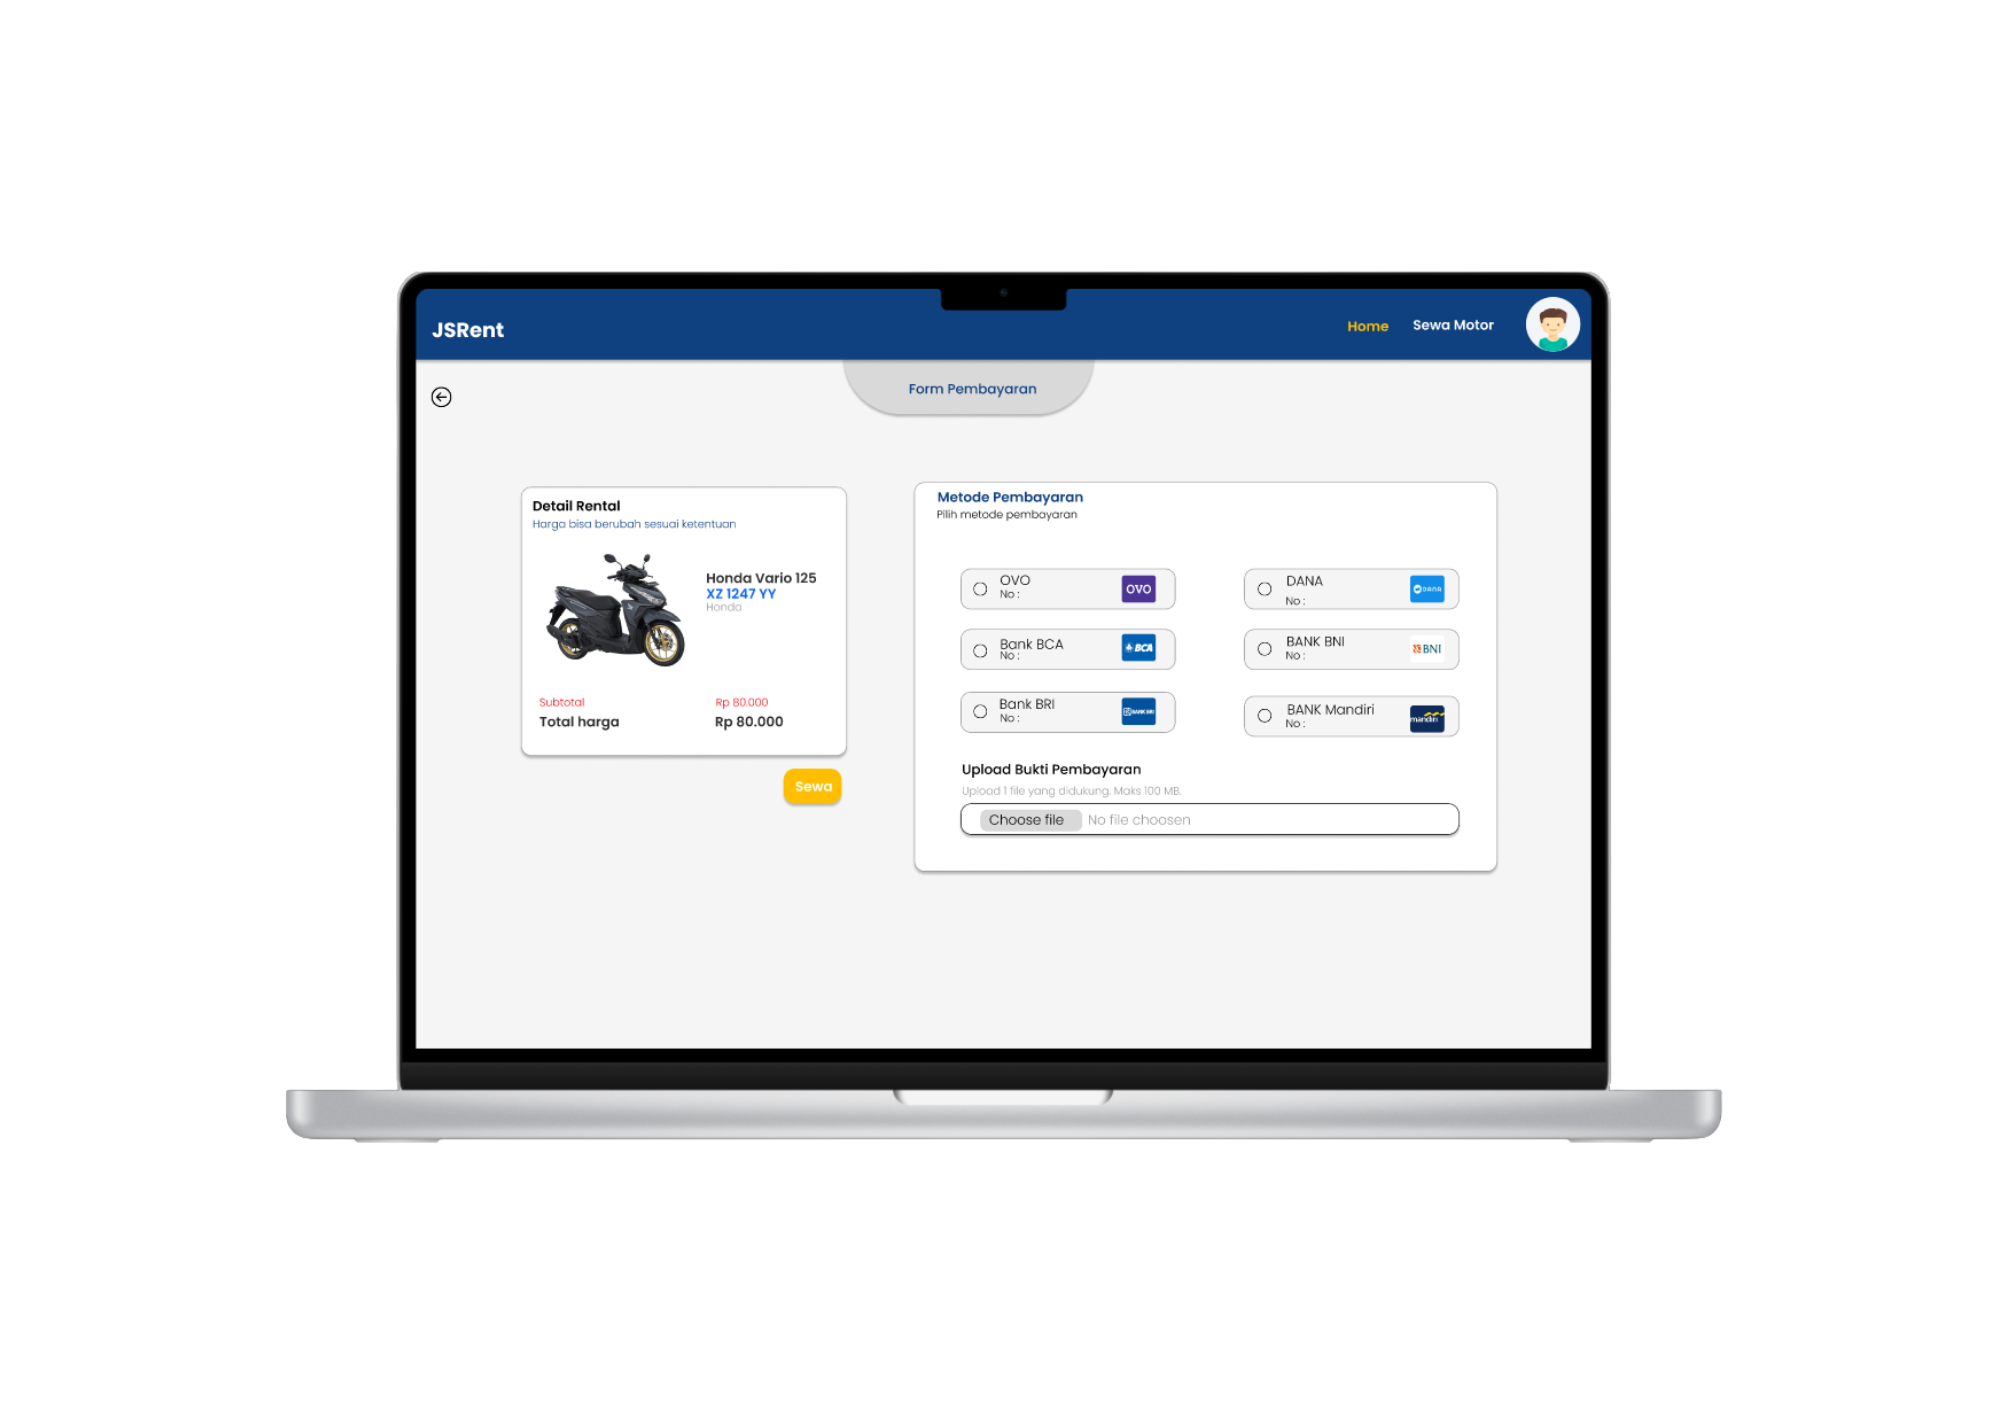 JSRent
Home
Sewa Motor
Form Pembayaran
Detail Rental
Harga bisa berubah sesuai ketentuan
Honda Vario 125
XZ 1247 YY
Honda
Subtotal Rp 80.000
Total harga Rp 80.000
Sewa
Metode Pembayaran
Pilih metode pembayaran
OVO
No :
OVO
DANA
No :
DANA
Bank BCA
No :
BCA
BANK BNI
No :
BNI
Bank BRI
No :
BANK BRI
BANK Mandiri
No :
mandiri
Upload Bukti Pembayaran
Upload 1 file yang didukung. Maks 100 MB.
Choose file No file choosen